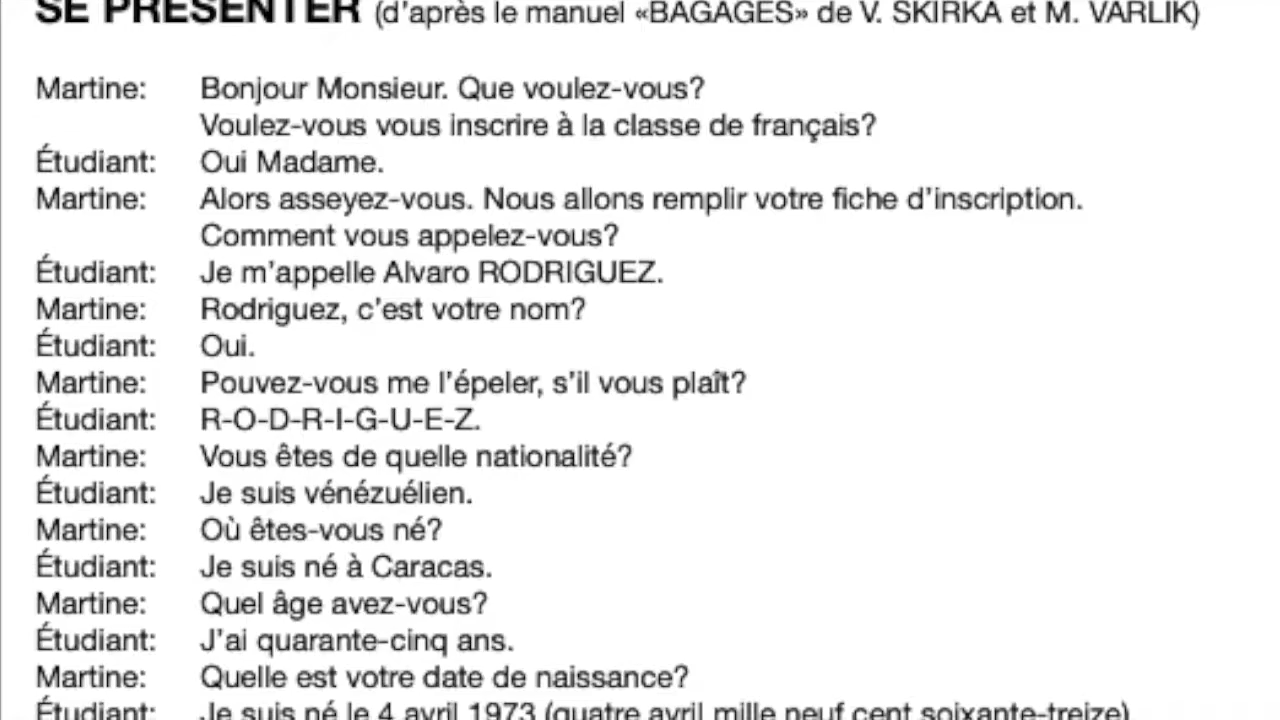 SE PRÉSENTER (d'après le manuel «BAGAGES» de V. SKIRKA et M. VARLIK)
Martine: Bonjour Monsieur. Que voulez-vous?
Voulez-vous vous inscrire à la classe de français?
Étudiant: Oui Madame.
Martine: Alors asseyez-vous. Nous allons remplir votre fiche d'inscription.
Comment vous appelez-vous?
Étudiant: Je m'appelle Alvaro RODRIGUEZ.
Martine: Rodriguez, c'est votre nom?
Étudiant: Oui.
Martine: Pouvez-vous me l'épeler, s'il vous plaît?
Étudiant: R-O-D-R-I-G-U-E-Z.
Martine: Vous êtes de quelle nationalité?
Étudiant: Je suis vénézuélien.
Martine: Où êtes-vous né?
Étudiant: Je suis né à Caracas.
Martine: Quel âge avez-vous?
Étudiant: J'ai quarante-cinq ans.
Martine: Quelle est votre date de naissance?
Étudiant: Je suis né le 4 avril 1973 (quatre avril mille neuf cent soixante-treize)